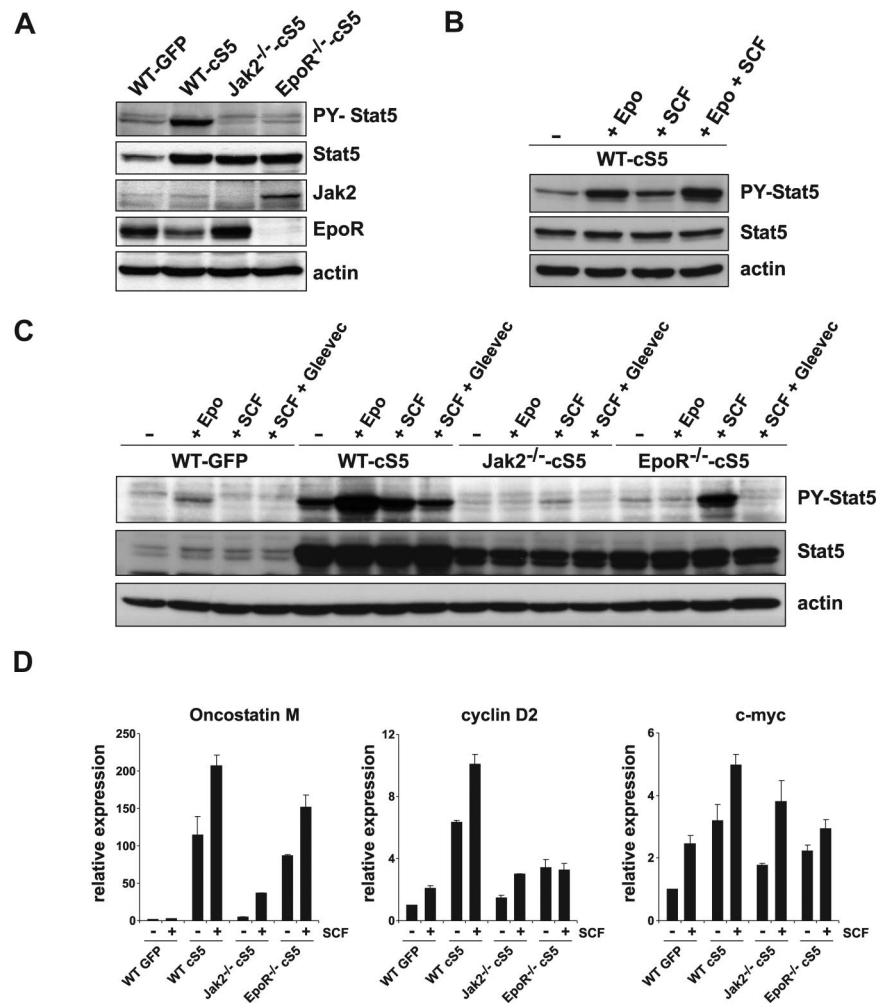 A
WT-GFP
WT-cS5
Jak2-/--cS5
EpoR-/--cS5
PY- Stat5
Stat5
Jak2
EpoR
actin
B
– + Epo + SCF + Epo + SCF
WT-cS5
PY-Stat5
Stat5
actin
C
– + Epo + SCF + SCF + Gleevec – + Epo + SCF + SCF + Gleevec – + Epo + SCF + SCF + Gleevec – + Epo + SCF + SCF + Gleevec
WT-GFP WT-cS5 Jak2-/--cS5 EpoR-/--cS5
PY-Stat5
Stat5
actin
D
Oncostatin M
relative expression
250
200
150
100
50
0
- + - + - + - + SCF
WT GFP
WT cS5
Jak2-/- cS5
EpoR-/- cS5
cyclin D2
relative expression
12
8
4
0
- + - + - + - + SCF
WT GFP
WT cS5
Jak2-/- cS5
EpoR-/- cS5
c-myc
relative expression
6
4
2
0
- + - + - + - + SCF
WT GFP
WT cS5
Jak2-/- cS5
EpoR-/- cS5